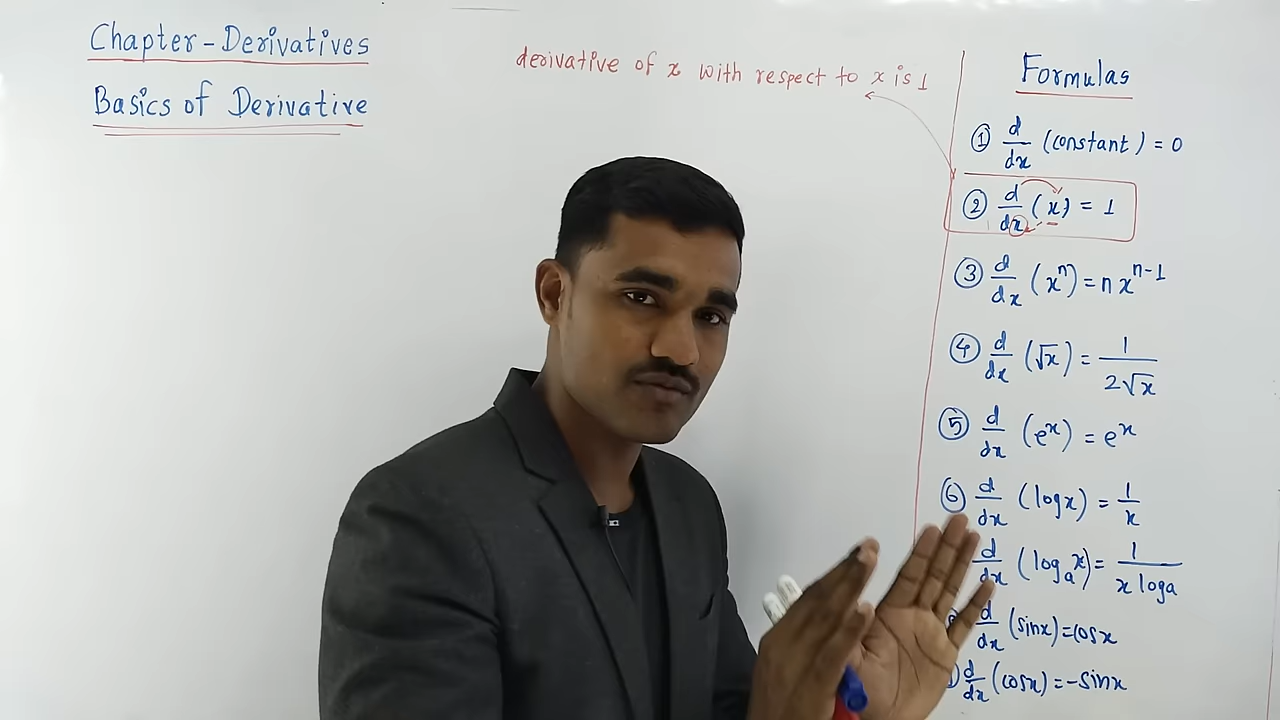 Chapter - Derivatives
Basics of Derivative
derivative of x with respect to x is 1
Formulas
① d/dx (constant) = 0
② d/dx (x) = 1
③ d/dx (xⁿ) = n xⁿ⁻¹
④ d/dx (√x) = 1/(2√x)
⑤ d/dx (eˣ) = eˣ
⑥ d/dx (log x) = 1/x
d/dx (logₐ x) = 1/(x log a)
d/dx (sinx) = cosx
d/dx (cosx) = -sinx